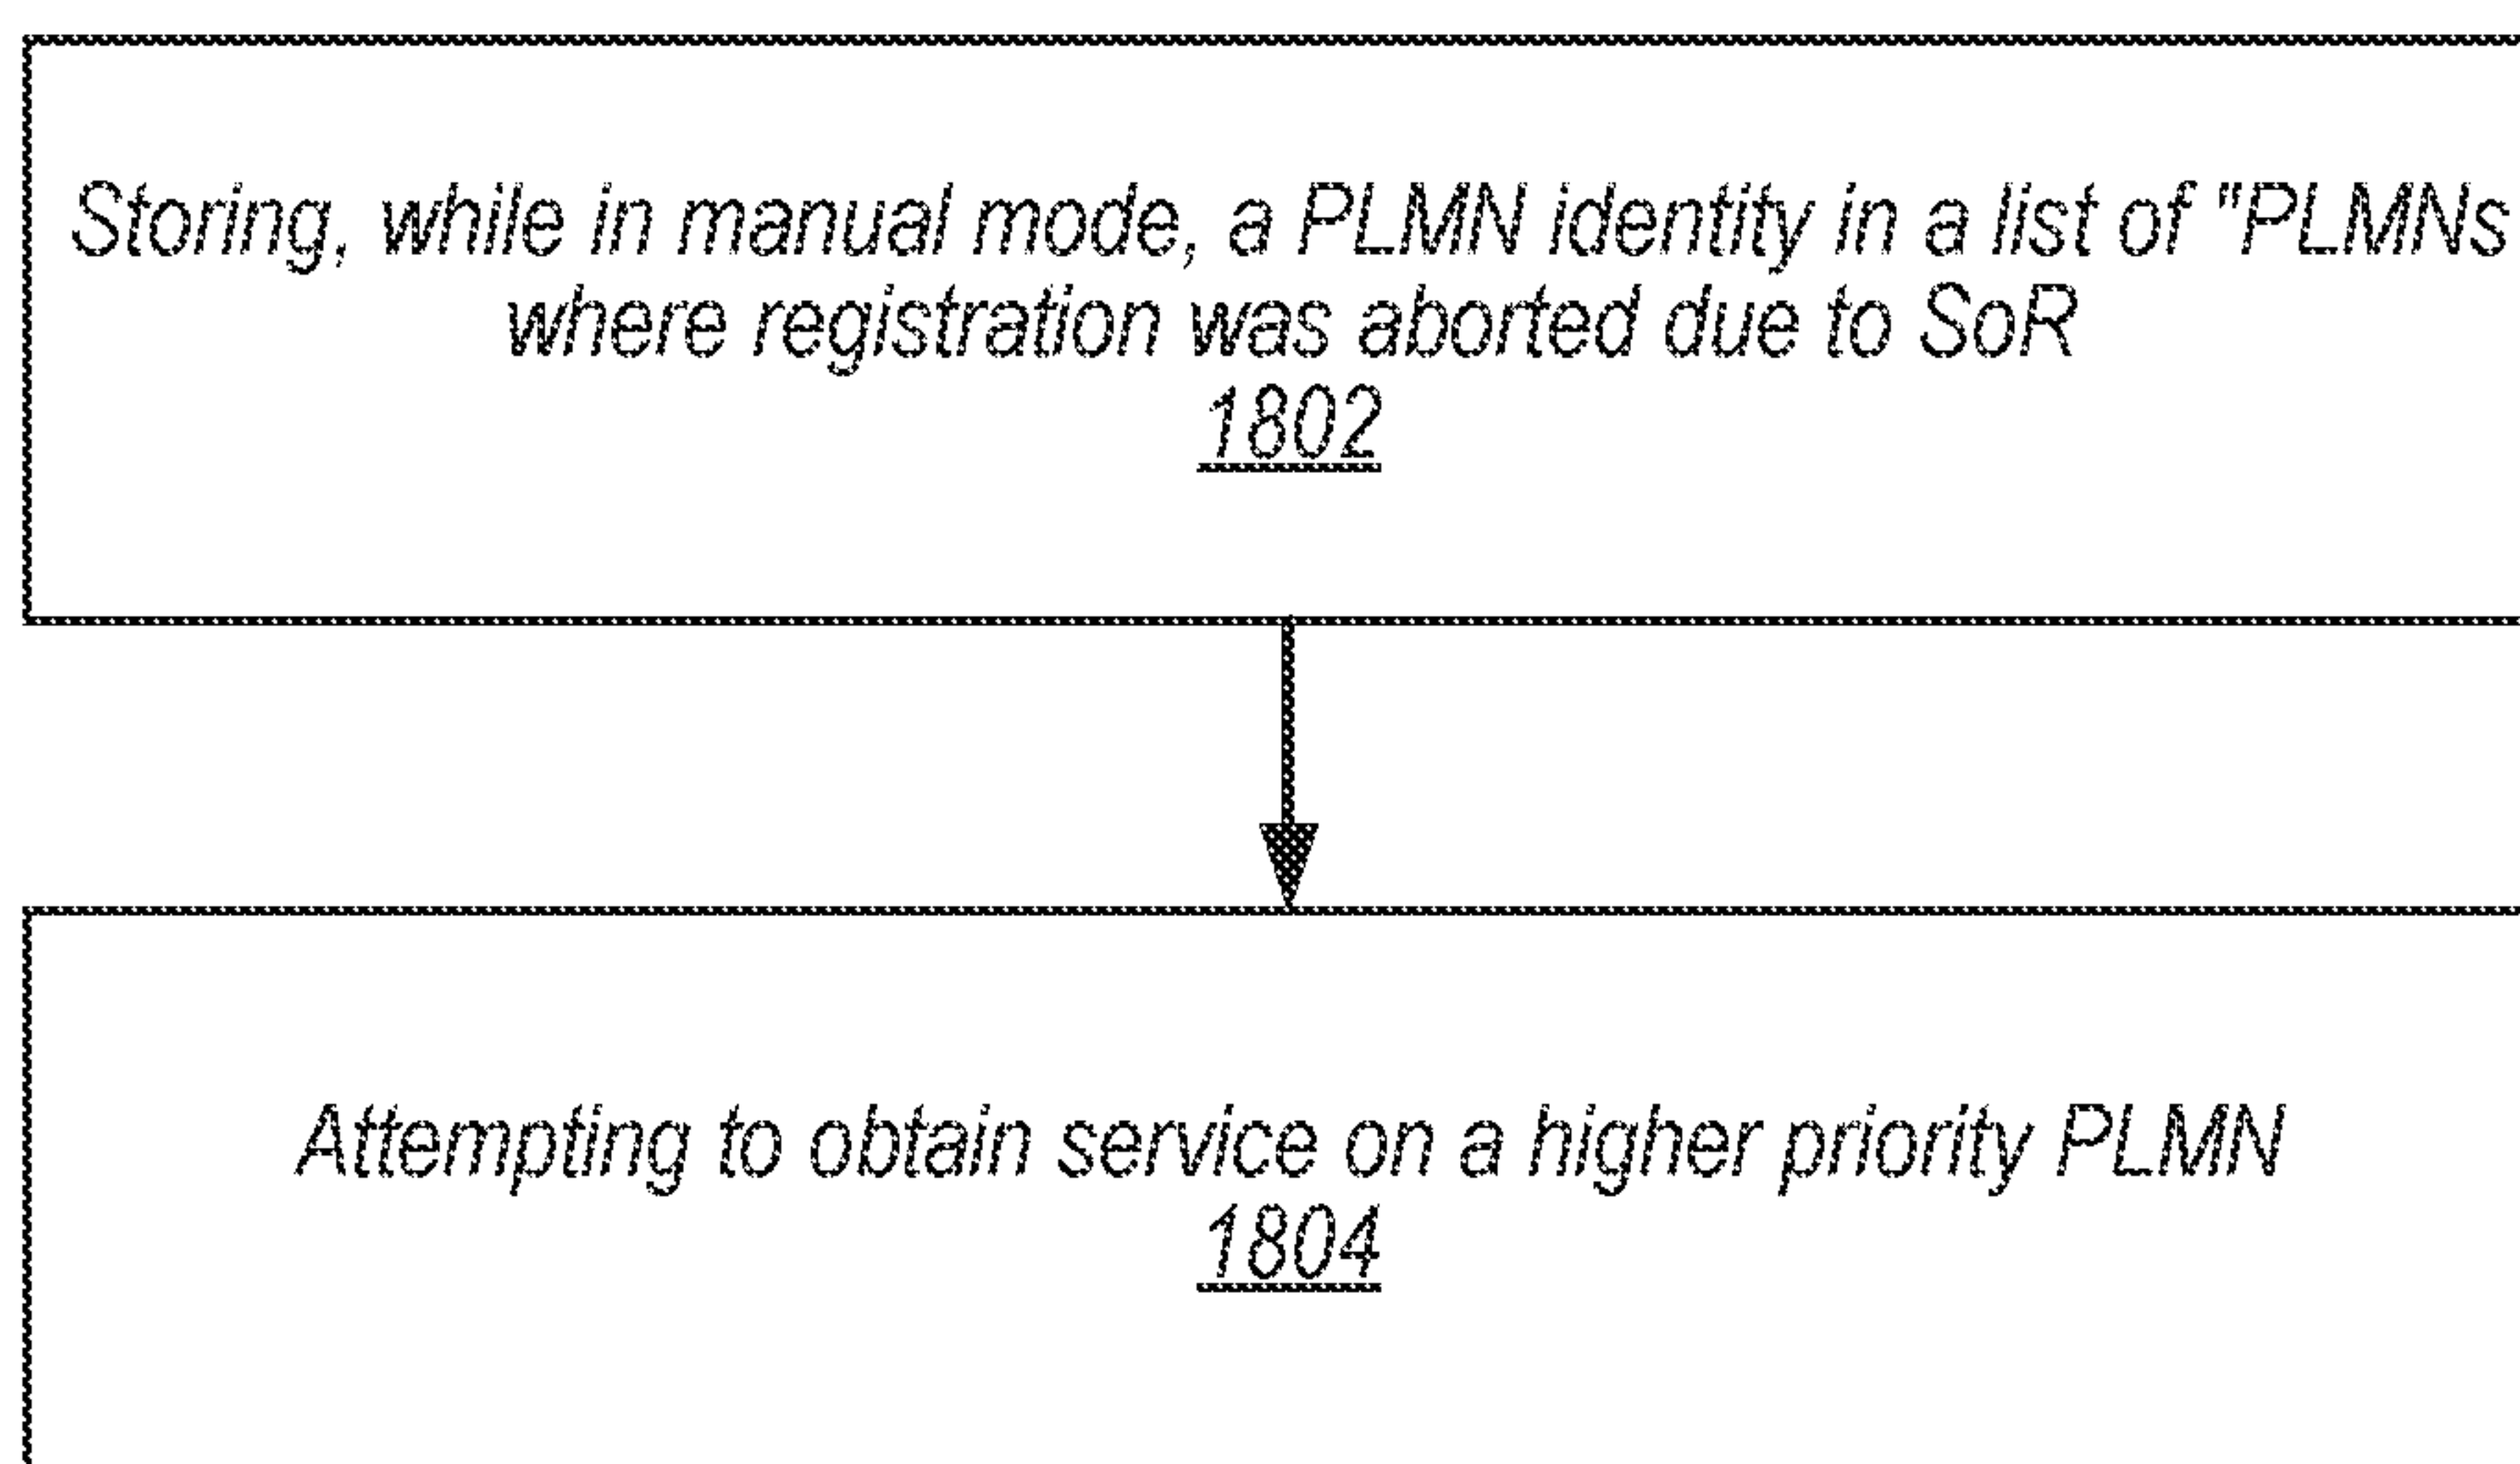 Storing, while in manual mode, a PLMN identity in a list of "PLMNs
where registration was aborted due to SoR
1802
Attempting to obtain service on a higher priority PLMN
1804